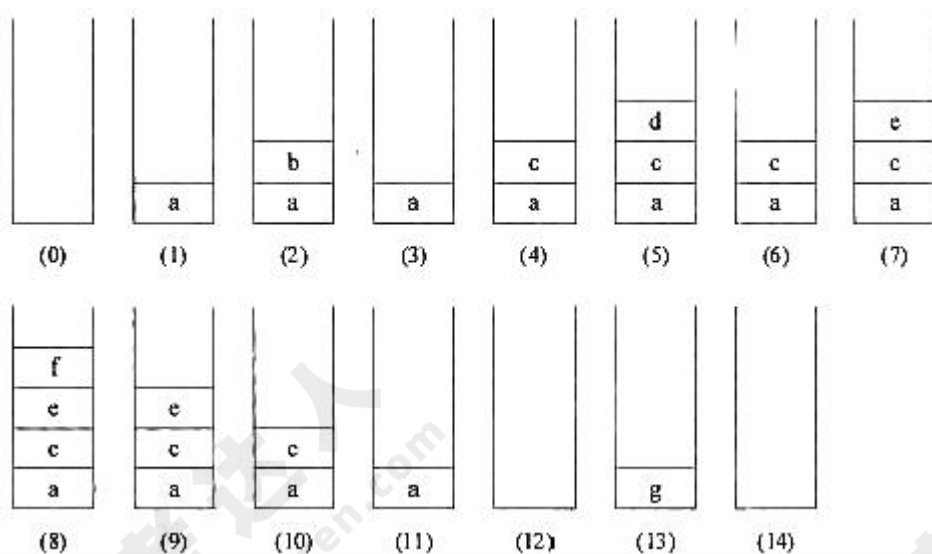 d e
b c c c e
a a a a a a a
(0) (1) (2) (3) (4) (5) (6) (7)
f
e e
c c c
a a a a g
(8) (9) (10) (11) (12) (13) (14)